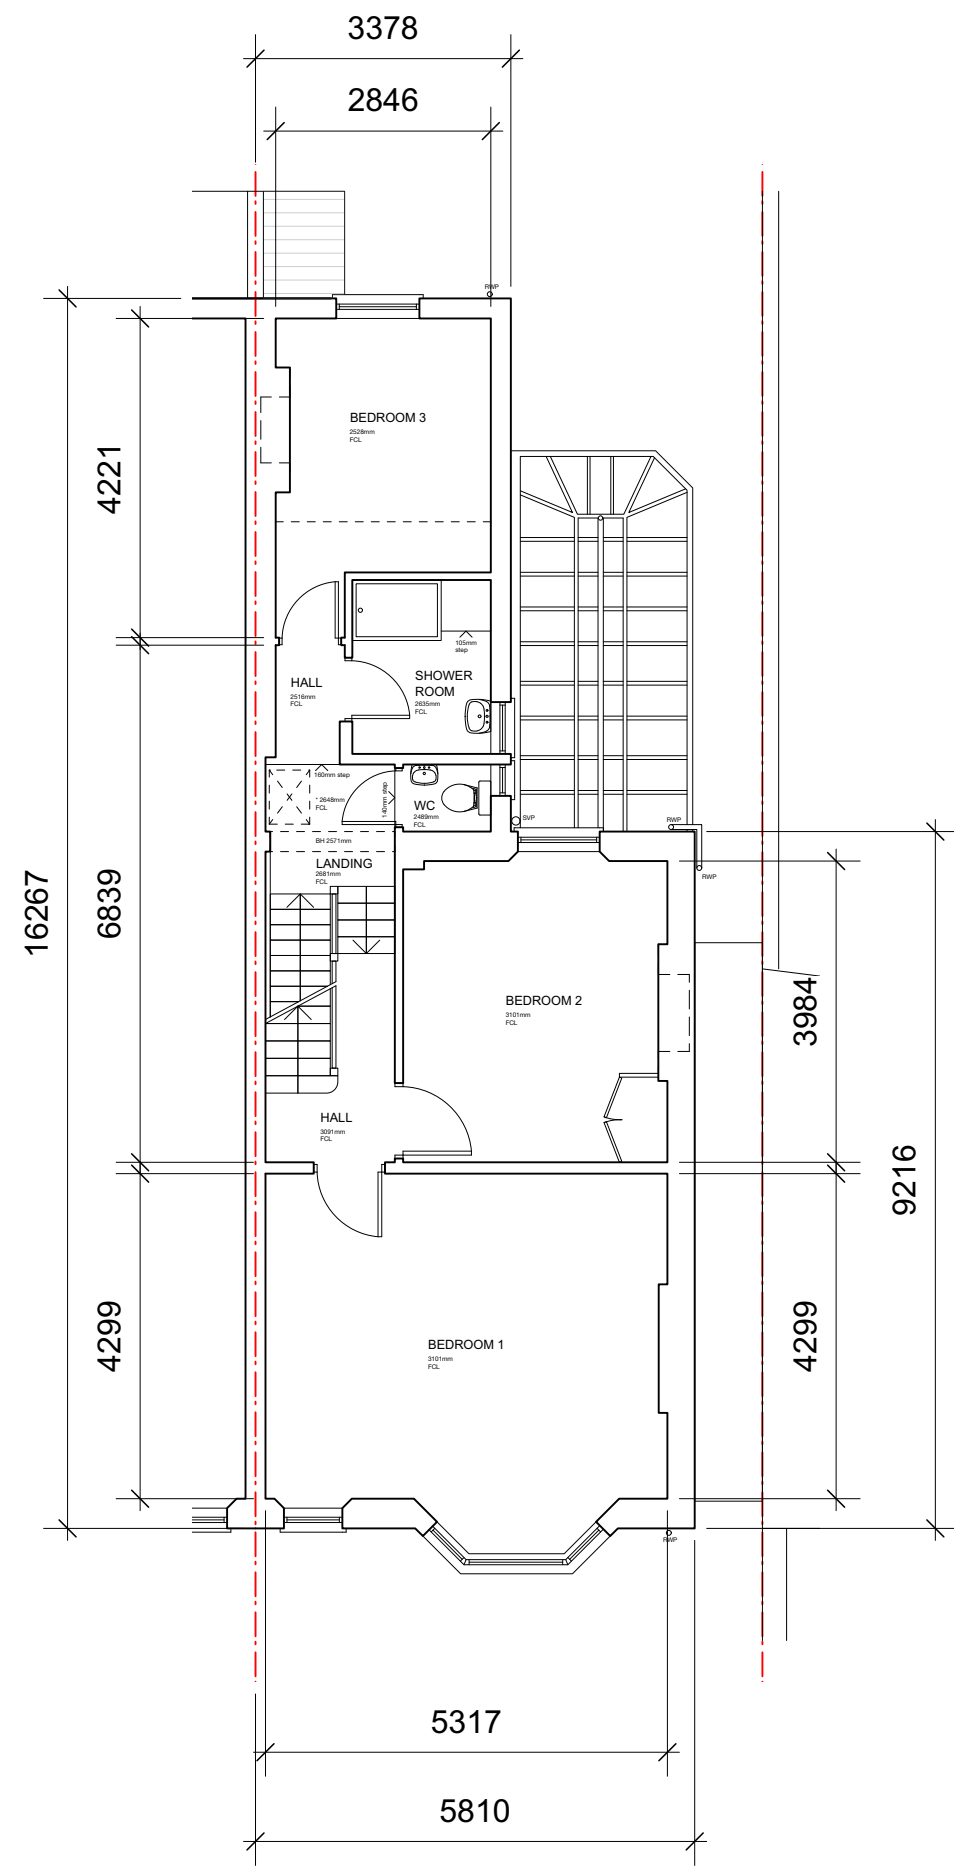 3378
2846
RWP
BEDROOM 3
2528mm
FCL
4221
105mm
step
HALL
2516mm
FCL
SHOWER
ROOM
2635mm
FCL
160mm step
* 2648mm
FCL
140mm step
WC
2489mm
FCL
SVP
RWP
BH 2571mm
LANDING
2681mm
FCL
RWP
16267
6839
BEDROOM 2
3101mm
FCL
3984
HALL
3091mm
FCL
9216
4299
BEDROOM 1
3101mm
FCL
4299
RWP
5317
5810